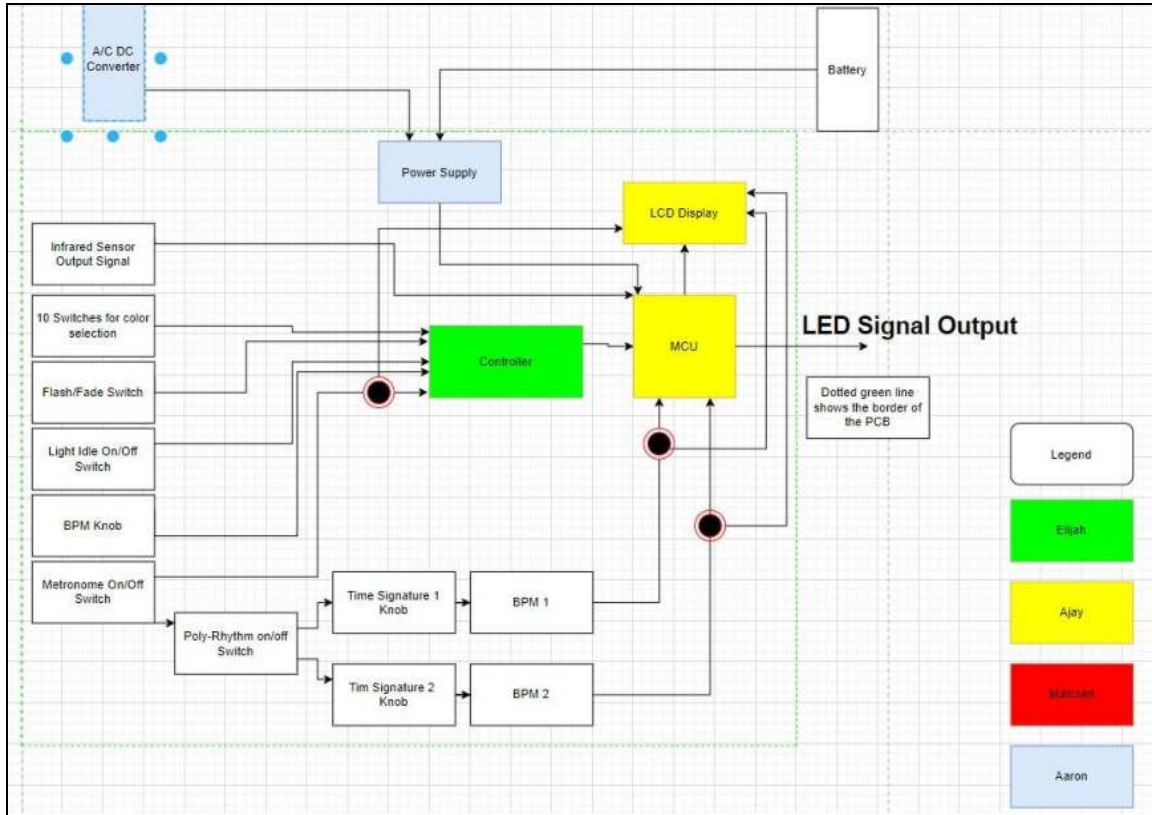 A/C DC
Converter
Battery
Power Supply
LCD Display
Infrared Sensor
Output Signal
10 Switches for color
selection
Controller
MCU
LED Signal Output
Flash/Fade Switch
Dotted green line
shows the border of
the PCB
Light Idle On/Off
Switch
Legend
BPM Knob
Elijah
Metronome On/Off
Switch
Time Signature 1
Knob
BPM 1
Ajay
Poly-Rhythm on/off
Switch
Tim Signature 2
Knob
BPM 2
Malcolm
Aaron